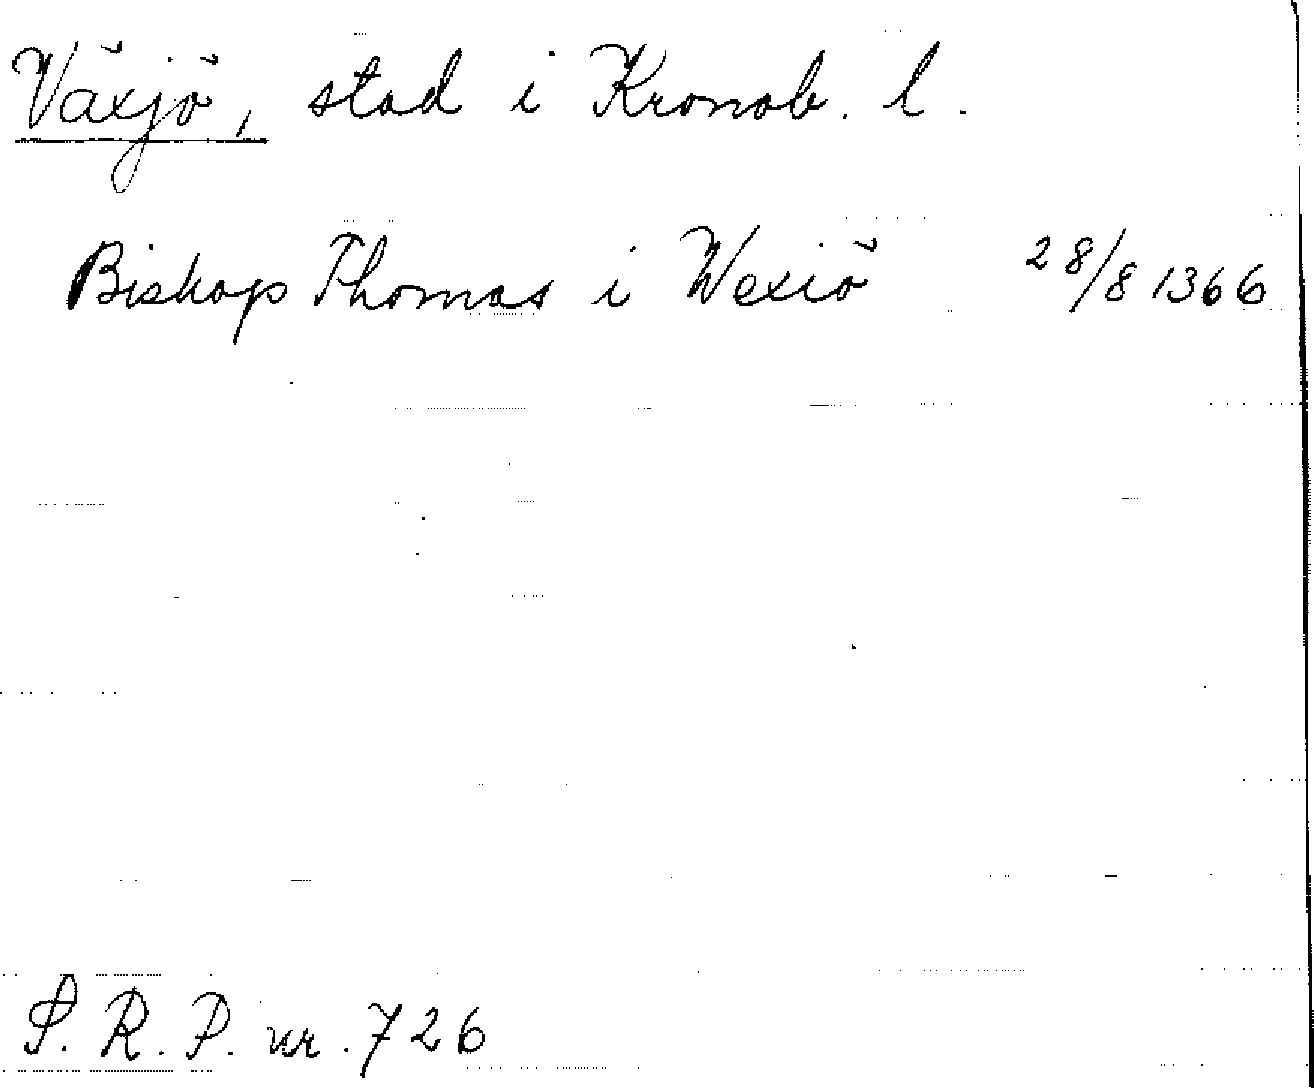 Växjö, stad i Kronob. l.
Biskop Thomas i Wexiö 28/8 1366
S. R. P. nr. 726